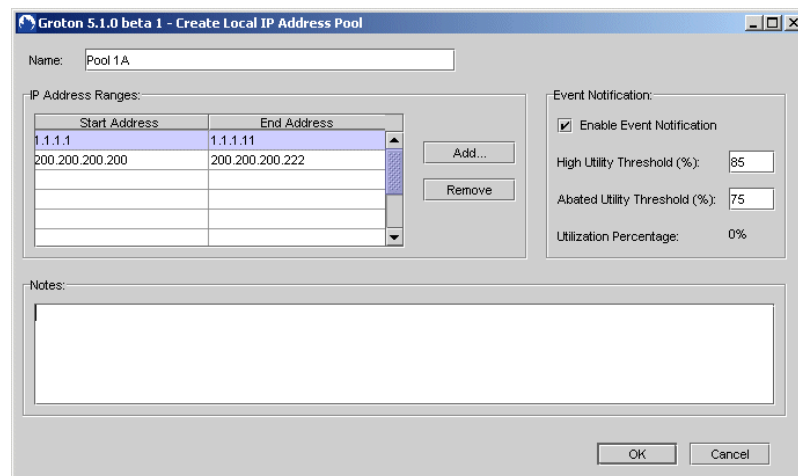 Groton 5.1.0 beta 1 - Create Local IP Address Pool
Name: Pool 1A
IP Address Ranges:
Start Address End Address
1.1.1.1 1.1.1.11
200.200.200.200 200.200.200.222
Add...
Remove
Event Notification:
Enable Event Notification
High Utility Threshold (%): 85
Abated Utility Threshold (%): 75
Utilization Percentage: 0%
Notes:
OK Cancel